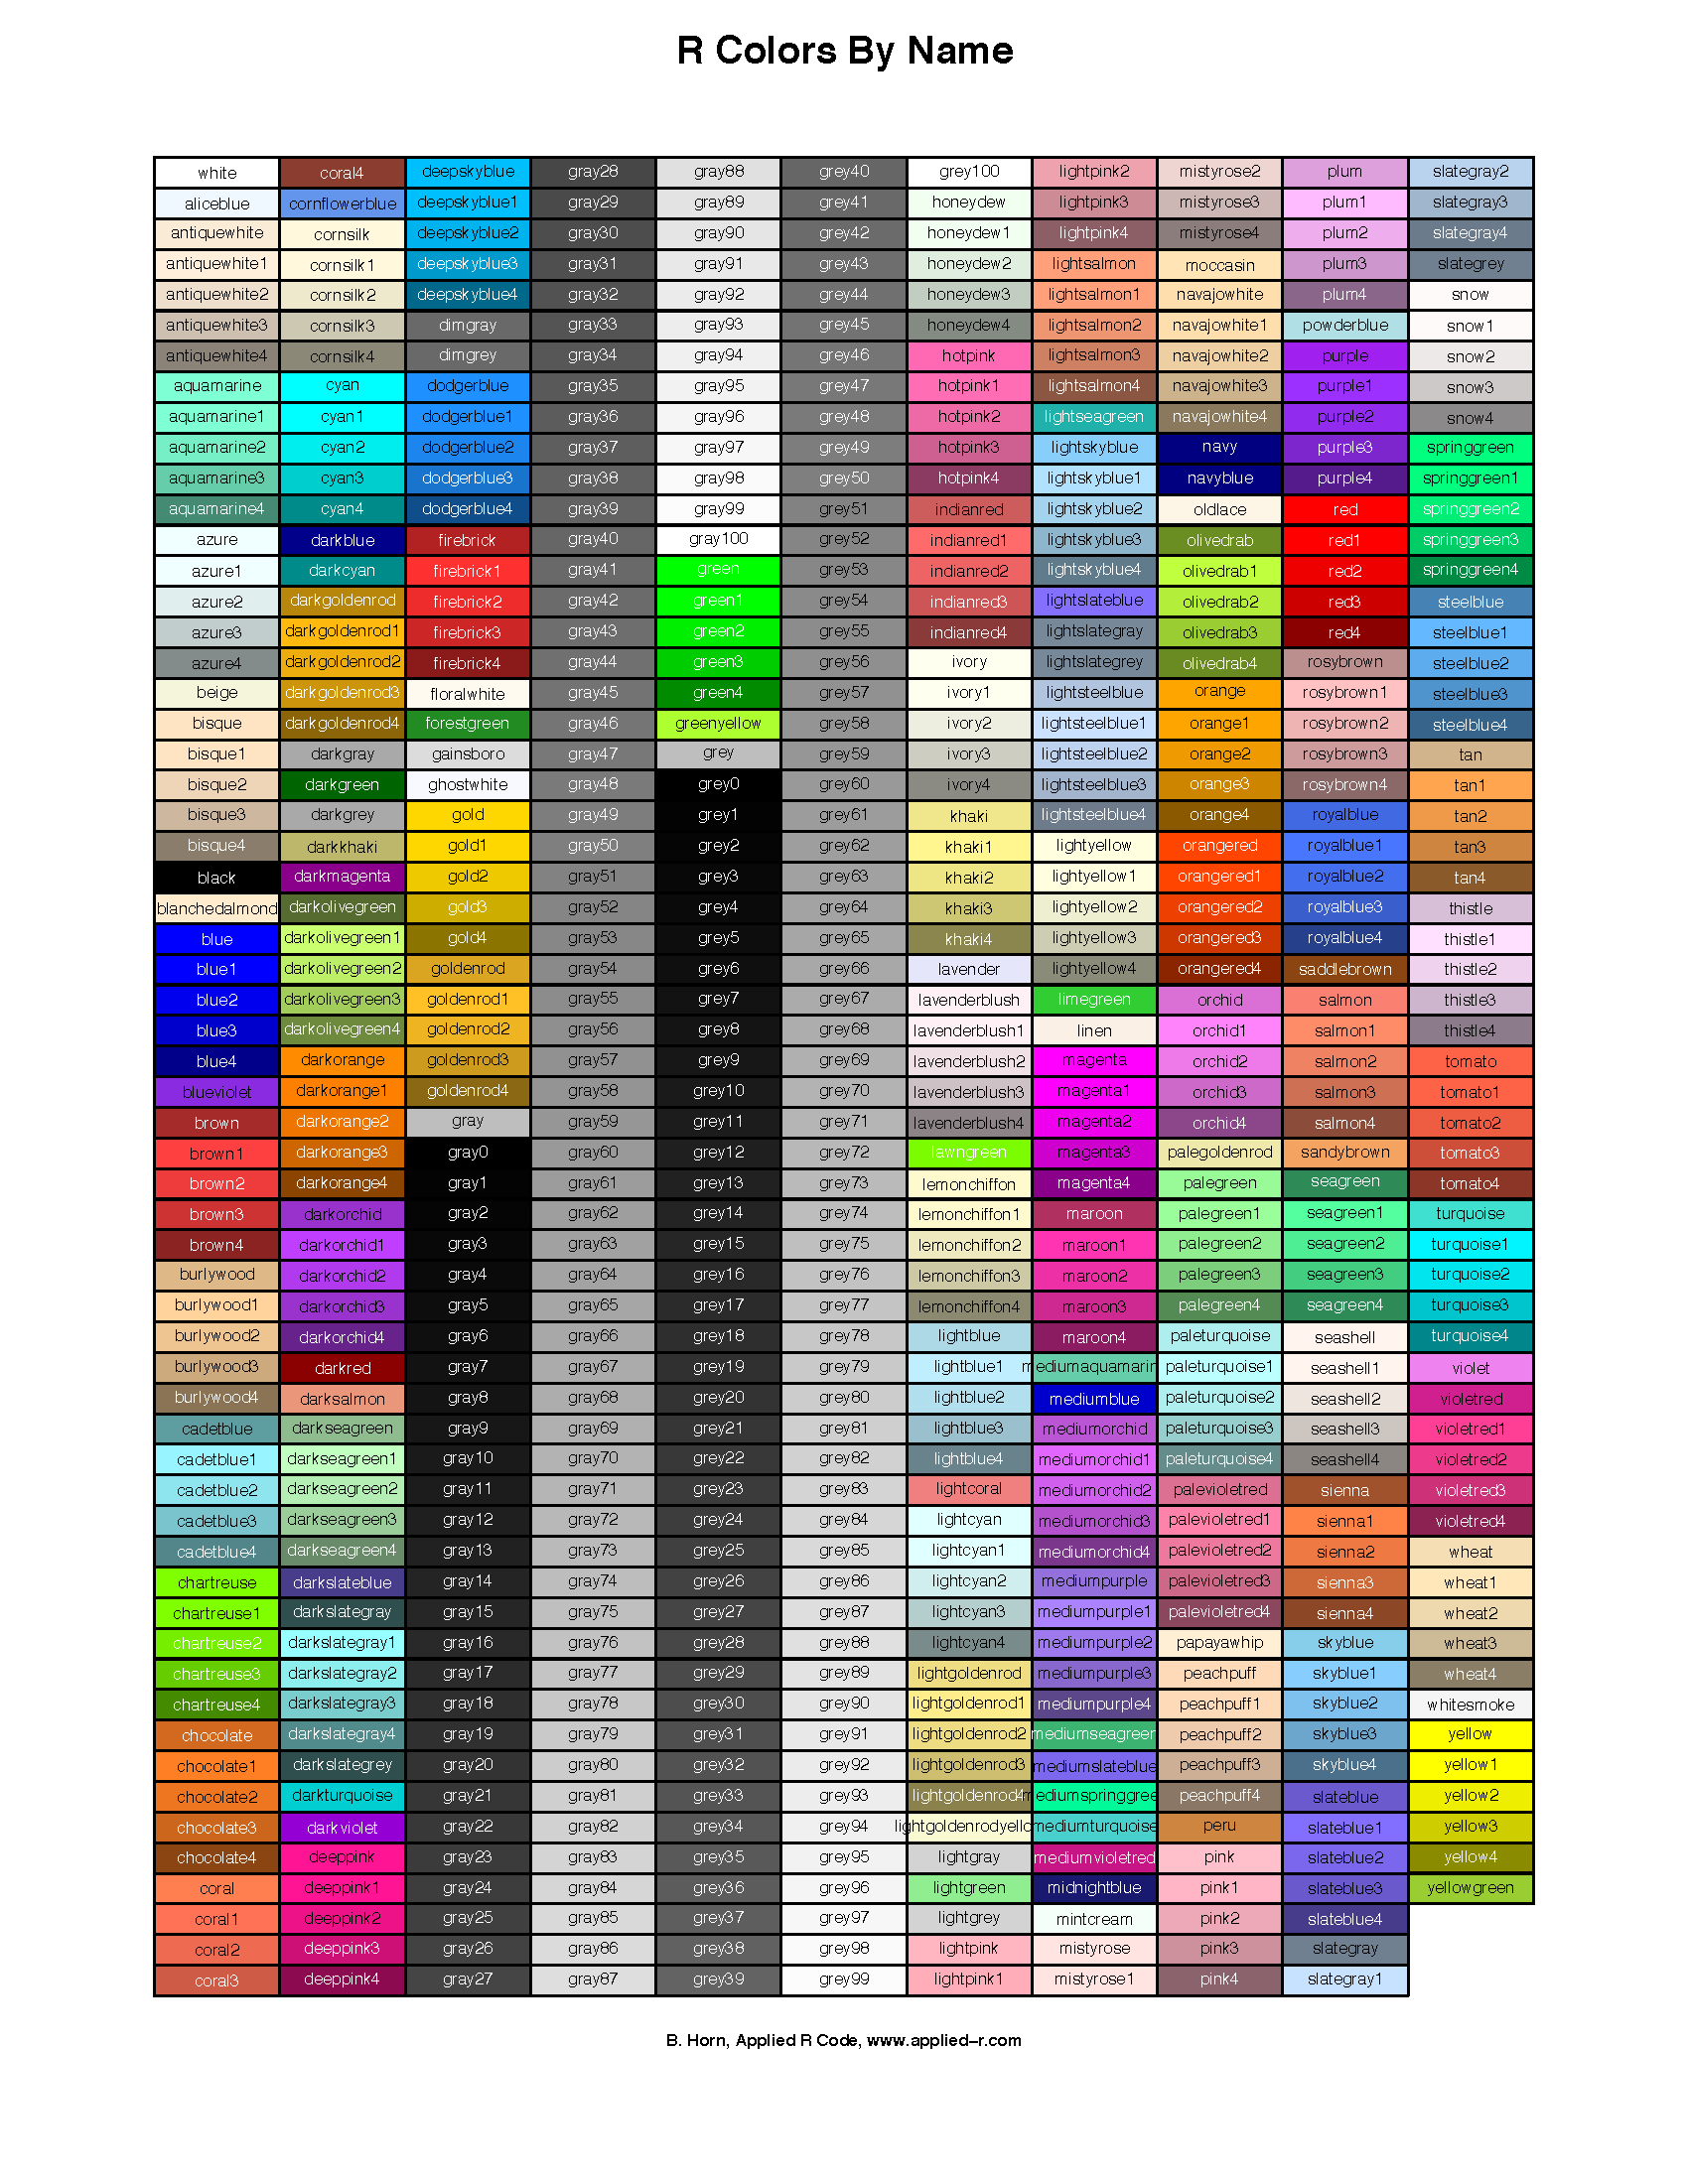 R Colors By Name
white coral4 deepskyblue gray28 gray88 grey40 grey100 lightpink2 mistyrose2 plum slategray2
aliceblue cornflowerblue deepskyblue1 gray29 gray89 grey41 honeydew lightpink3 mistyrose3 plum1 slategray3
antiquewhite cornsilk deepskyblue2 gray30 gray90 grey42 honeydew1 lightpink4 mistyrose4 plum2 slategray4
antiquewhite1 cornsilk1 deepskyblue3 gray31 gray91 grey43 honeydew2 lightsalmon moccasin plum3 slategrey
antiquewhite2 cornsilk2 deepskyblue4 gray32 gray92 grey44 honeydew3 lightsalmon1 navajowhite plum4 snow
antiquewhite3 cornsilk3 dimgray gray33 gray93 grey45 honeydew4 lightsalmon2 navajowhite1 powderblue snow1
antiquewhite4 cornsilk4 dimgrey gray34 gray94 grey46 hotpink lightsalmon3 navajowhite2 purple snow2
aquamarine cyan dodgerblue gray35 gray95 grey47 hotpink1 lightsalmon4 navajowhite3 purple1 snow3
aquamarine1 cyan1 dodgerblue1 gray36 gray96 grey48 hotpink2 lightseagreen navajowhite4 purple2 snow4
aquamarine2 cyan2 dodgerblue2 gray37 gray97 grey49 hotpink3 lightskyblue navy purple3 springgreen
aquamarine3 cyan3 dodgerblue3 gray38 gray98 grey50 hotpink4 lightskyblue1 navyblue purple4 springgreen1
aquamarine4 cyan4 dodgerblue4 gray39 gray99 grey51 indianred lightskyblue2 oldlace red springgreen2
azure darkblue firebrick gray40 gray100 grey52 indianred1 lightskyblue3 olivedrab red1 springgreen3
azure1 darkcyan firebrick1 gray41 green grey53 indianred2 lightskyblue4 olivedrab1 red2 springgreen4
azure2 darkgoldenrod firebrick2 gray42 green1 grey54 indianred3 lightslateblue olivedrab2 red3 steelblue
azure3 darkgoldenrod1 firebrick3 gray43 green2 grey55 indianred4 lightslategray olivedrab3 red4 steelblue1
azure4 darkgoldenrod2 firebrick4 gray44 green3 grey56 ivory lightslategrey olivedrab4 rosybrown steelblue2
beige darkgoldenrod3 floralwhite gray45 green4 grey57 ivory1 lightsteelblue orange rosybrown1 steelblue3
bisque darkgoldenrod4 forestgreen gray46 greenyellow grey58 ivory2 lightsteelblue1 orange1 rosybrown2 steelblue4
bisque1 darkgray gainsboro gray47 grey grey59 ivory3 lightsteelblue2 orange2 rosybrown3 tan
bisque2 darkgreen ghostwhite gray48 grey0 grey60 ivory4 lightsteelblue3 orange3 rosybrown4 tan1
bisque3 darkgrey gold gray49 grey1 grey61 khaki lightsteelblue4 orange4 royalblue tan2
bisque4 darkkhaki gold1 gray50 grey2 grey62 khaki1 lightyellow orangered royalblue1 tan3
black darkmagenta gold2 gray51 grey3 grey63 khaki2 lightyellow1 orangered1 royalblue2 tan4
blanchedalmond darkolivegreen gold3 gray52 grey4 grey64 khaki3 lightyellow2 orangered2 royalblue3 thistle
blue darkolivegreen1 gold4 gray53 grey5 grey65 khaki4 lightyellow3 orangered3 royalblue4 thistle1
blue1 darkolivegreen2 goldenrod gray54 grey6 grey66 lavender lightyellow4 orangered4 saddlebrown thistle2
blue2 darkolivegreen3 goldenrod1 gray55 grey7 grey67 lavenderblush limegreen orchid salmon thistle3
blue3 darkolivegreen4 goldenrod2 gray56 grey8 grey68 lavenderblush1 linen orchid1 salmon1 thistle4
blue4 darkorange goldenrod3 gray57 grey9 grey69 lavenderblush2 magenta orchid2 salmon2 tomato
blueviolet darkorange1 goldenrod4 gray58 grey10 grey70 lavenderblush3 magenta1 orchid3 salmon3 tomato1
brown darkorange2 gray gray59 grey11 grey71 lavenderblush4 magenta2 orchid4 salmon4 tomato2
brown1 darkorange3 gray0 gray60 grey12 grey72 lawngreen magenta3 palegoldenrod sandybrown tomato3
brown2 darkorange4 gray1 gray61 grey13 grey73 lemonchiffon magenta4 palegreen seagreen tomato4
brown3 darkorchid gray2 gray62 grey14 grey74 lemonchiffon1 maroon palegreen1 seagreen1 turquoise
brown4 darkorchid1 gray3 gray63 grey15 grey75 lemonchiffon2 maroon1 palegreen2 seagreen2 turquoise1
burlywood darkorchid2 gray4 gray64 grey16 grey76 lemonchiffon3 maroon2 palegreen3 seagreen3 turquoise2
burlywood1 darkorchid3 gray5 gray65 grey17 grey77 lemonchiffon4 maroon3 palegreen4 seagreen4 turquoise3
burlywood2 darkorchid4 gray6 gray66 grey18 grey78 lightblue maroon4 paleturquoise seashell turquoise4
burlywood3 darkred gray7 gray67 grey19 grey79 lightblue1 mediumaquamarin paleturquoise1 seashell1 violet
burlywood4 darksalmon gray8 gray68 grey20 grey80 lightblue2 mediumblue paleturquoise2 seashell2 violetred
cadetblue darkseagreen gray9 gray69 grey21 grey81 lightblue3 mediumorchid paleturquoise3 seashell3 violetred1
cadetblue1 darkseagreen1 gray10 gray70 grey22 grey82 lightblue4 mediumorchid1 paleturquoise4 seashell4 violetred2
cadetblue2 darkseagreen2 gray11 gray71 grey23 grey83 lightcoral mediumorchid2 palevioletred sienna violetred3
cadetblue3 darkseagreen3 gray12 gray72 grey24 grey84 lightcyan mediumorchid3 palevioletred1 sienna1 violetred4
cadetblue4 darkseagreen4 gray13 gray73 grey25 grey85 lightcyan1 mediumorchid4 palevioletred2 sienna2 wheat
chartreuse darkslateblue gray14 gray74 grey26 grey86 lightcyan2 mediumpurple palevioletred3 sienna3 wheat1
chartreuse1 darkslategray gray15 gray75 grey27 grey87 lightcyan3 mediumpurple1 palevioletred4 sienna4 wheat2
chartreuse2 darkslategray1 gray16 gray76 grey28 grey88 lightcyan4 mediumpurple2 papayawhip skyblue wheat3
chartreuse3 darkslategray2 gray17 gray77 grey29 grey89 lightgoldenrod mediumpurple3 peachpuff skyblue1 wheat4
chartreuse4 darkslategray3 gray18 gray78 grey30 grey90 lightgoldenrod1 mediumpurple4 peachpuff1 skyblue2 whitesmoke
chocolate darkslategray4 gray19 gray79 grey31 grey91 lightgoldenrod2 mediumseagreen peachpuff2 skyblue3 yellow
chocolate1 darkslategrey gray20 gray80 grey32 grey92 lightgoldenrod3 mediumslateblue peachpuff3 skyblue4 yellow1
chocolate2 darkturquoise gray21 gray81 grey33 grey93 lightgoldenrod4 mediumspringgree peachpuff4 slateblue yellow2
chocolate3 darkviolet gray22 gray82 grey34 grey94 lightgoldenrodyello mediumturquoise peru slateblue1 yellow3
chocolate4 deeppink gray23 gray83 grey35 grey95 lightgray mediumvioletred pink slateblue2 yellow4
coral deeppink1 gray24 gray84 grey36 grey96 lightgreen midnightblue pink1 slateblue3 yellowgreen
coral1 deeppink2 gray25 gray85 grey37 grey97 lightgrey mintcream pink2 slateblue4
coral2 deeppink3 gray26 gray86 grey38 grey98 lightpink mistyrose pink3 slategray
coral3 deeppink4 gray27 gray87 grey39 grey99 lightpink1 mistyrose1 pink4 slategray1
B. Horn, Applied R Code, www.applied-r.com